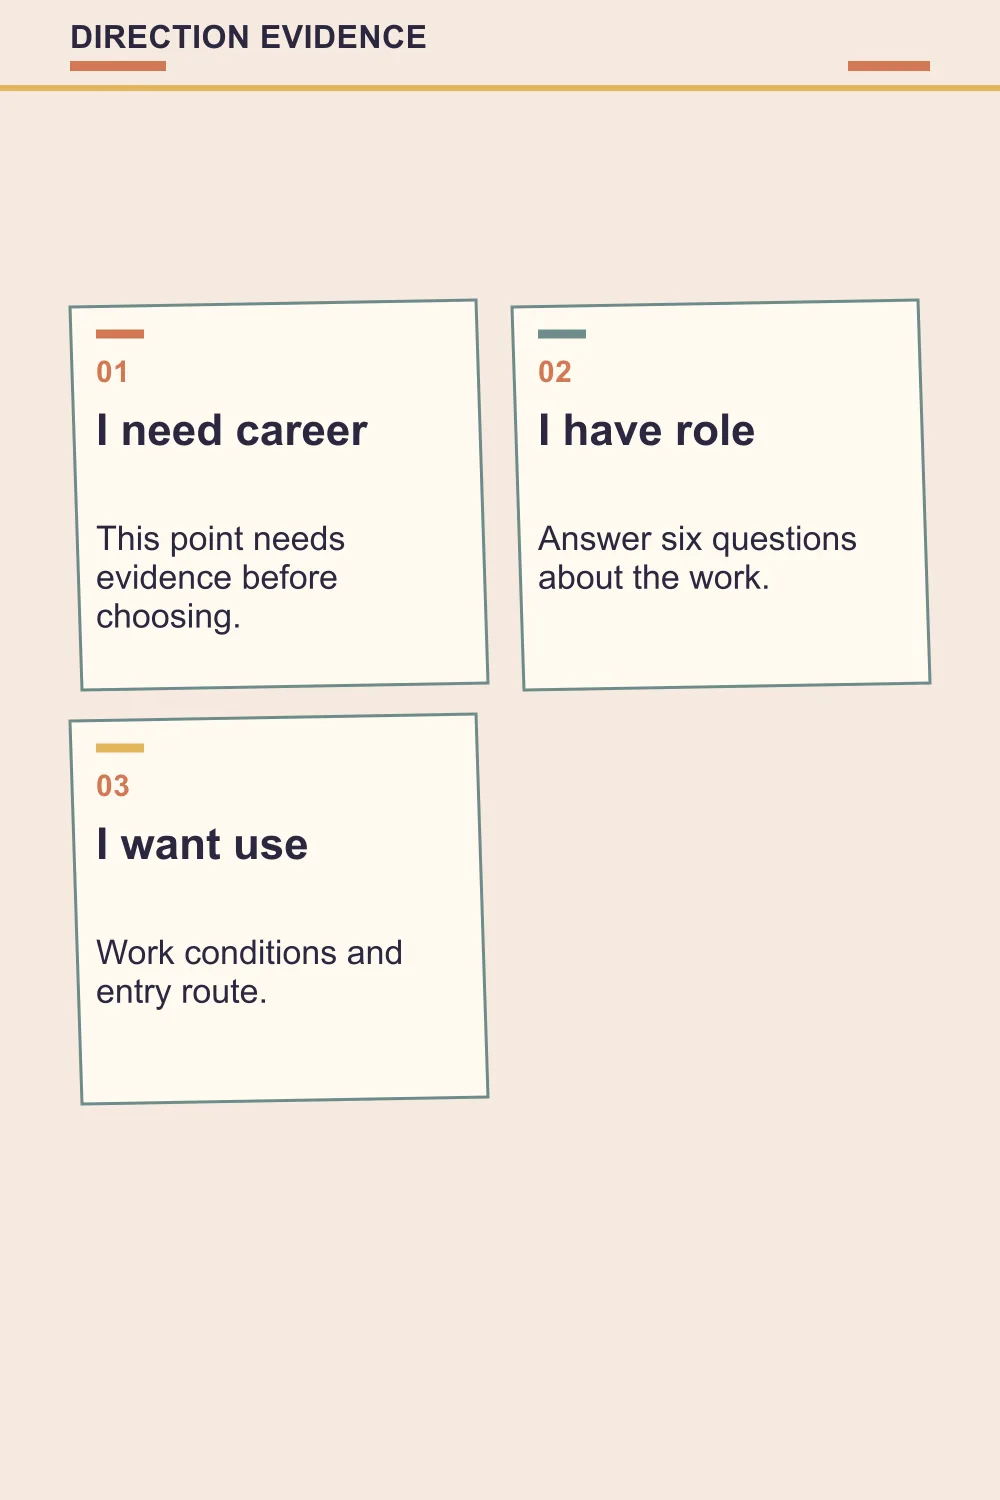 DIRECTION EVIDENCE
01
I need career
This point needs
evidence before
choosing.
02
I have role
Answer six questions
about the work.
03
I want use
Work conditions and
entry route.